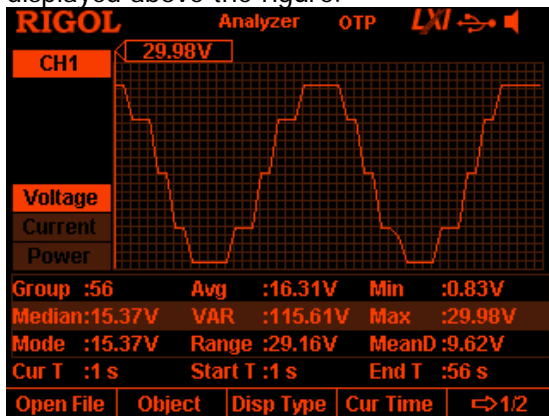 RIGOL Analyzer OTP LXI
29.98V
CH1
Voltage
Current
Power
Group :56 Avg :16.31V Min :0.83V
Median:15.37V VAR :115.61V Max :29.98V
Mode :15.37V Range :29.16V MeanD :9.62V
Cur T :1 s Start T :1 s End T :56 s
Open File Object Disp Type Cur Time ⇨1/2